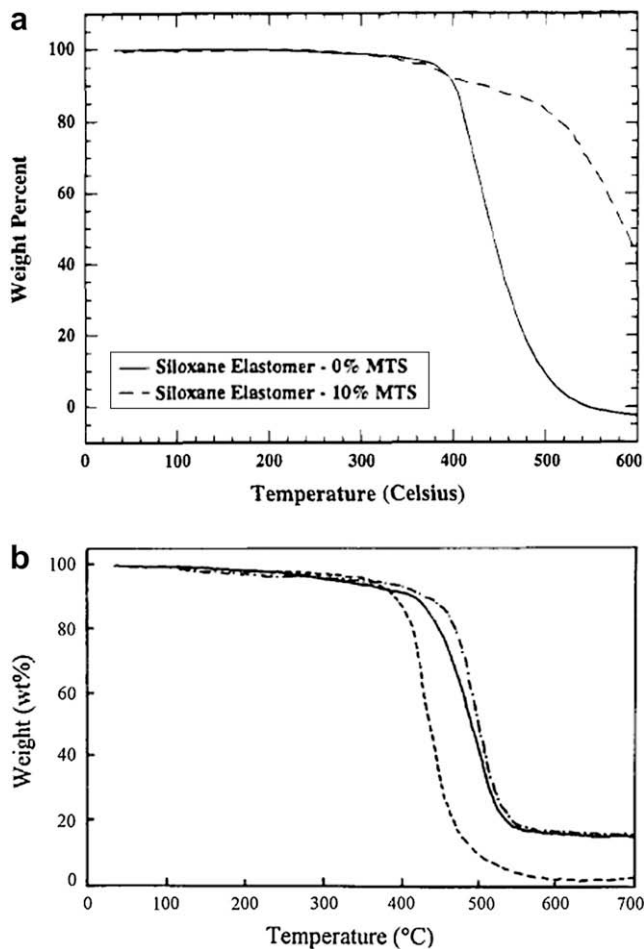 a
100
80
60
40
20
0
Weight Percent
Siloxane Elastomer - 0% MTS
Siloxane Elastomer - 10% MTS
0 100 200 300 400 500 600
Temperature (Celsius)
b
100
80
60
40
20
0
Weight (wt%)
0 100 200 300 400 500 600 700
Temperature (°C)